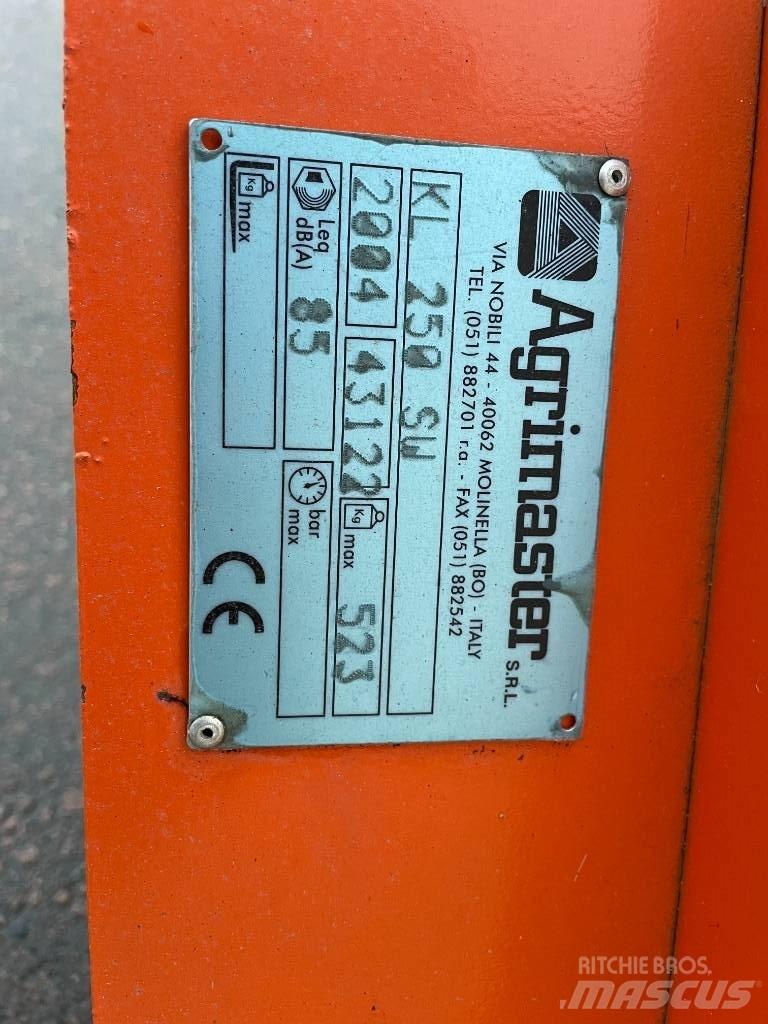 Agrimaster S.R.L.
VIA NOBILI 44 - 40062 MOLINELLA (BO) - ITALY
TEL. (051) 882701 r.a. - FAX (051) 882542
KL 250 SW
2004 43122 Kg max 523
Leq dB(A) 85 bar max
Kg max CE
RITCHIE BROS.
MASCUS